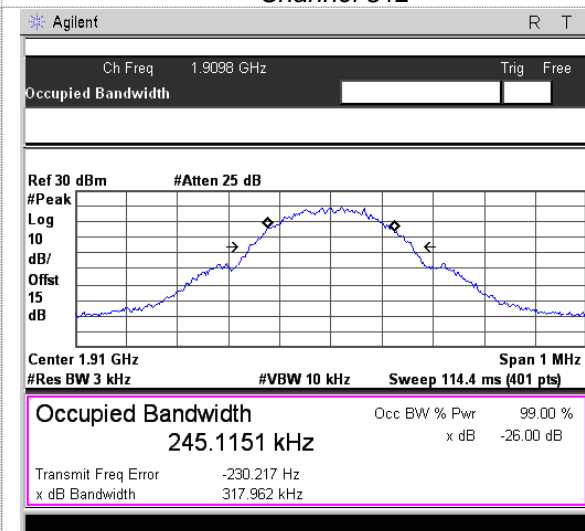 Agilent R T
Ch Freq 1.9098 GHz Trig Free
Occupied Bandwidth
Ref 30 dBm #Atten 25 dB
#Peak
Log
10
dB/
Offst
15
dB
Center 1.91 GHz Span 1 MHz
#Res BW 3 kHz #VBW 10 kHz Sweep 114.4 ms (401 pts)
Occupied Bandwidth Occ BW % Pwr 99.00 %
245.1151 kHz x dB -26.00 dB
Transmit Freq Error -230.217 Hz
x dB Bandwidth 317.962 kHz